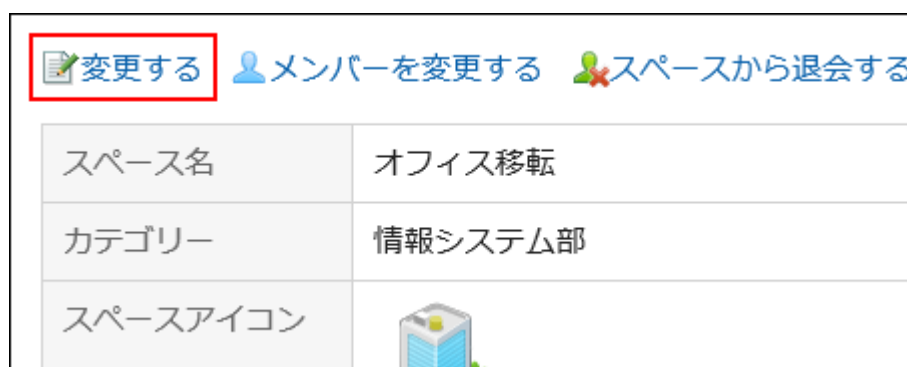 変更する メンバーを変更する スペースから退会する
スペース名 オフィス移転
カテゴリー 情報システム部
スペースアイコン